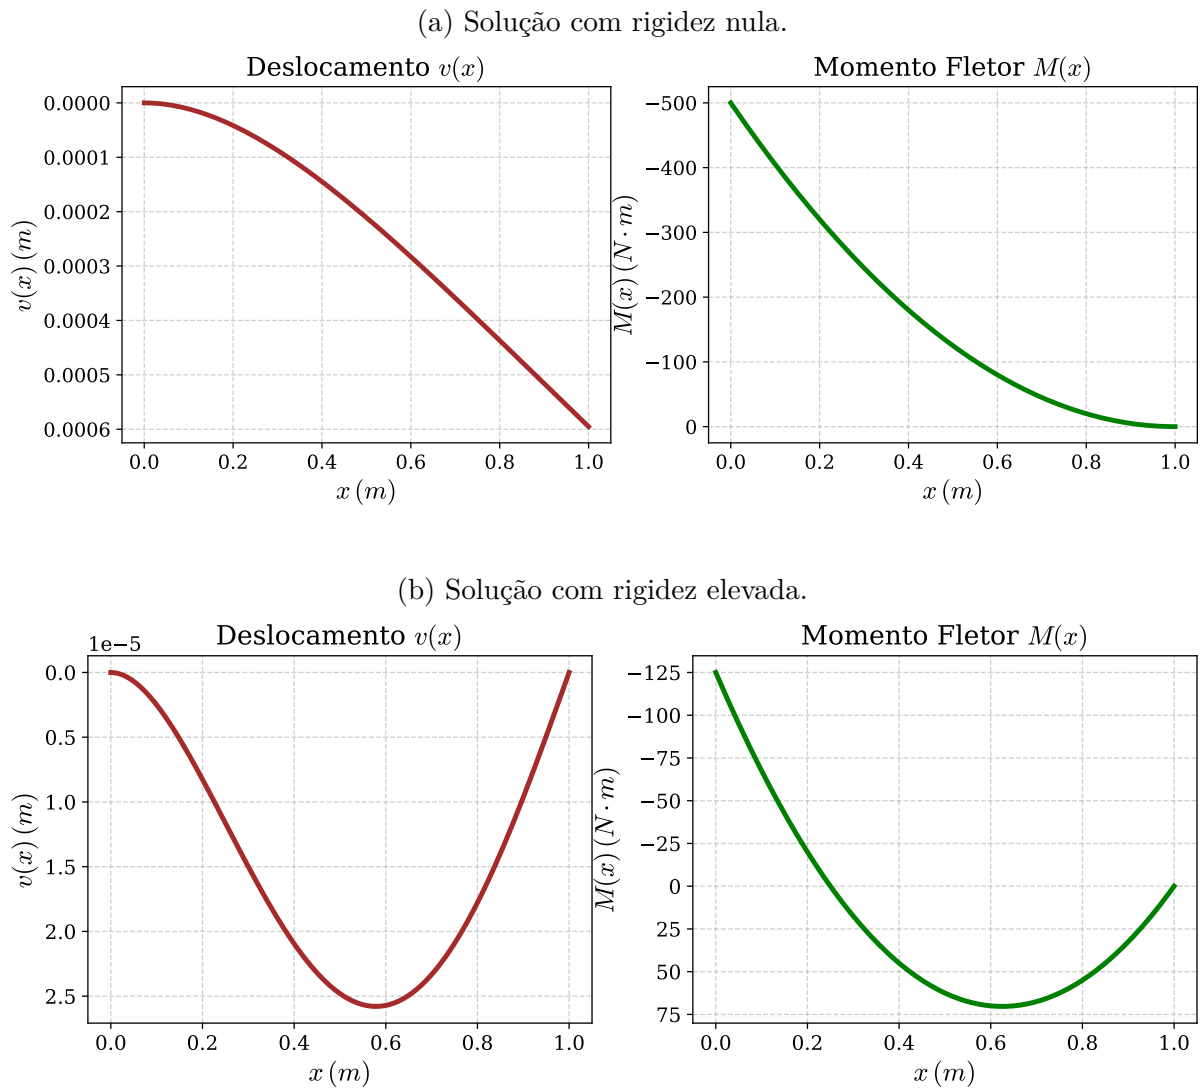 (a) Solução com rigidez nula.
Deslocamento v(x)
0.0000
0.0001
0.0002
0.0003
0.0004
0.0005
0.0006
v(x) (m)
0.0 0.2 0.4 0.6 0.8 1.0
x (m)
Momento Fletor M(x)
−500
−400
−300
−200
−100
0
M(x) (N · m)
0.0 0.2 0.4 0.6 0.8 1.0
x (m)
(b) Solução com rigidez elevada.
Deslocamento v(x)
1e−5
0.0
0.5
1.0
1.5
2.0
2.5
v(x) (m)
0.0 0.2 0.4 0.6 0.8 1.0
x (m)
Momento Fletor M(x)
−125
−100
−75
−50
−25
0
25
50
75
M(x) (N · m)
0.0 0.2 0.4 0.6 0.8 1.0
x (m)